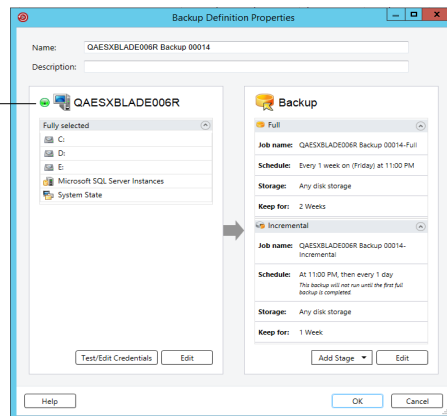 Backup Definition Properties
Name: QAESXBLADE006R Backup 00014
Description:
QAESXBLADE006R
Fully selected
C:
D:
E:
Microsoft SQL Server Instances
System State
Test/Edit Credentials
Edit
Backup
Full
Job name: QAESXBLADE006R Backup 00014-Full
Schedule: Every 1 week on (Friday) at 11:00 PM
Storage: Any disk storage
Keep for: 2 Weeks
Incremental
Job name: QAESXBLADE006R Backup 00014-
Incremental
Schedule: At 11:00 PM, then every 1 day
This backup will not run until the first full
backup is completed.
Storage: Any disk storage
Keep for: 1 Week
Add Stage
Edit
Help
OK
Cancel